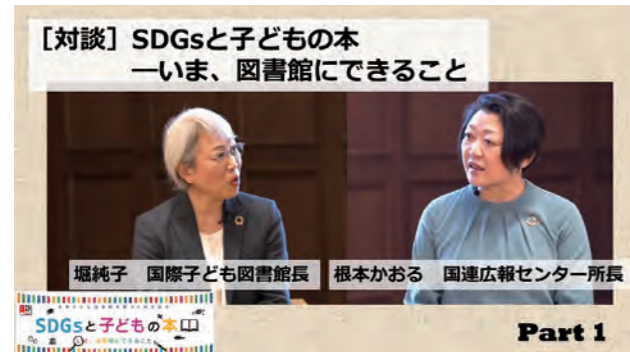 ［対談］SDGsと子どもの本
―いま、図書館にできること
堀純子　国際子ども図書館長
根本かおる　国連広報センター所長
SDGsと子どもの本
Part 1